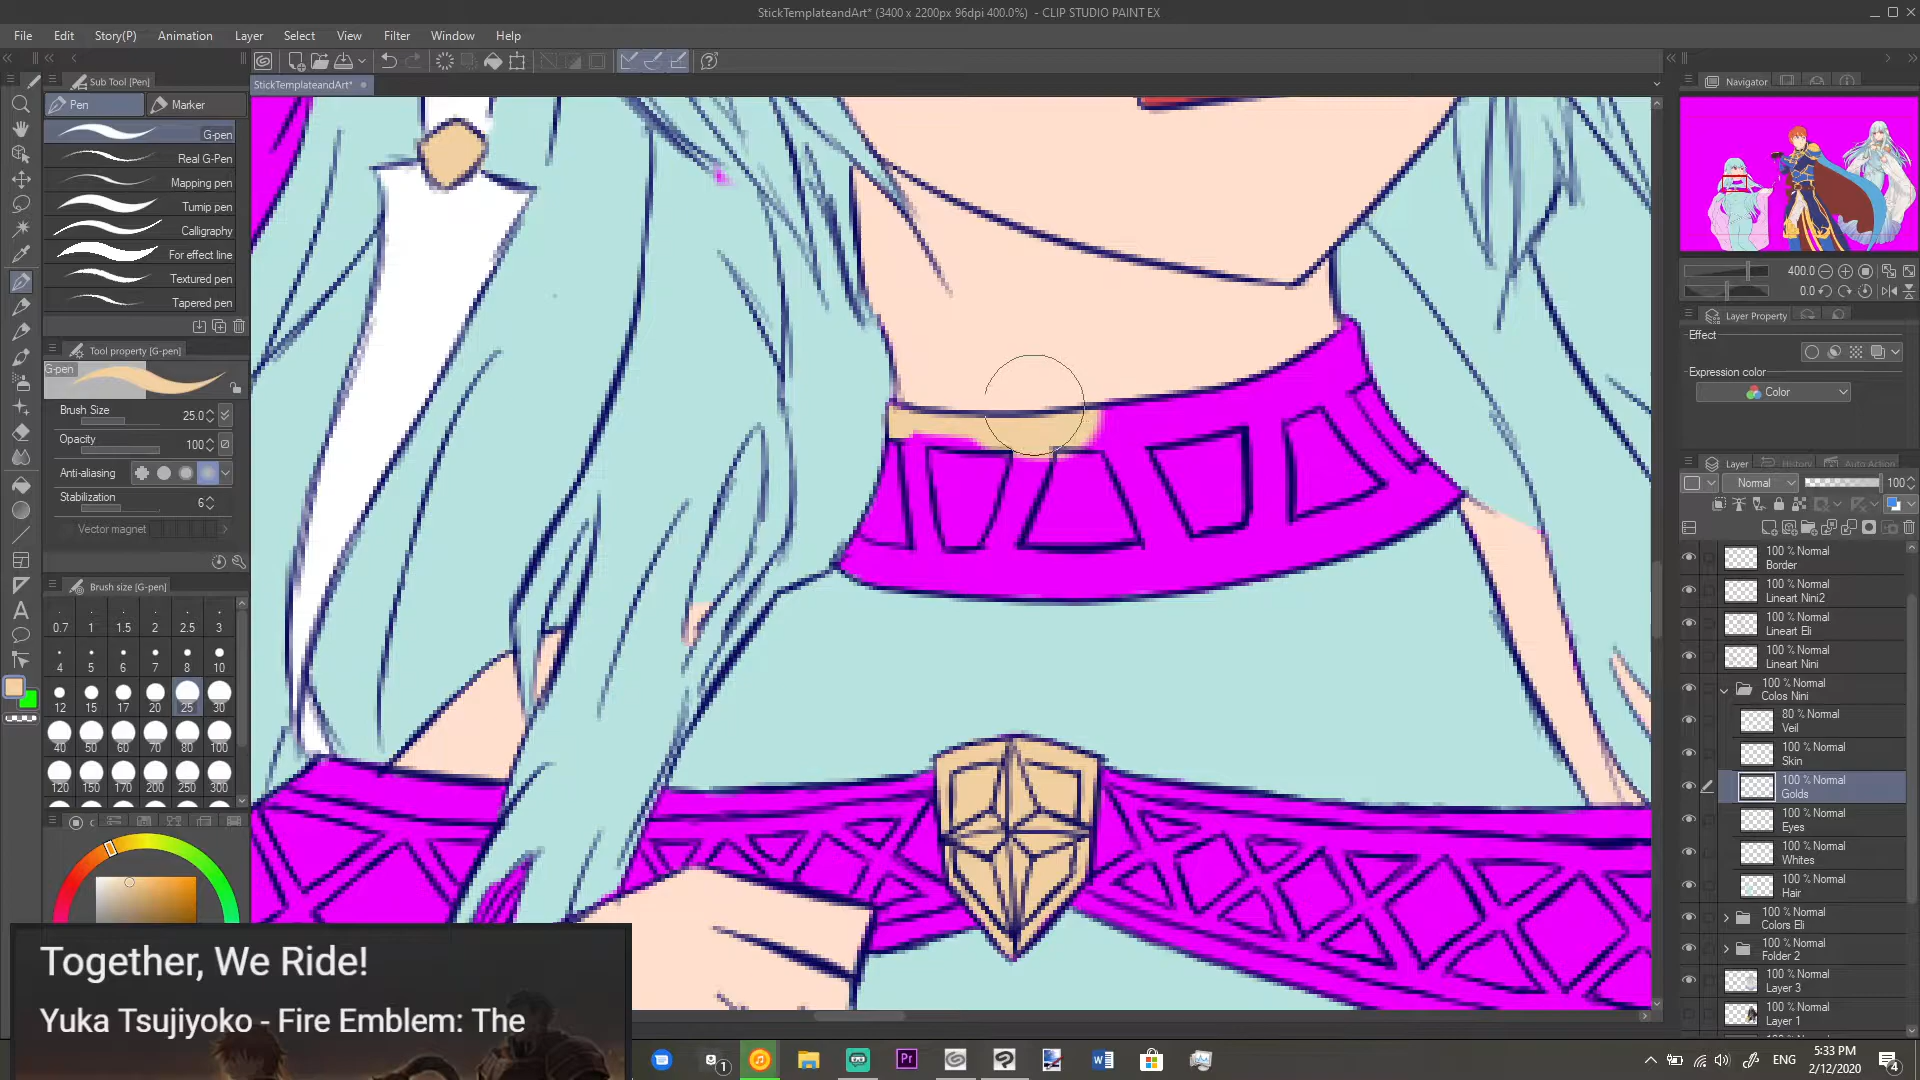 StickTemplateandArt* (3400 x 2200px 96dpi 400.0%) - CLIP STUDIO PAINT EX
File Edit Story(P) Animation Layer Select View Filter Window Help
Sub Tool [Pen]
StickTemplateandArt*
Navigator
Pen Marker
G-pen
Real G-Pen
Mapping pen
Turnip pen
Calligraphy
For effect line
Textured pen
Tapered pen
400.0
0.0
Layer Property
Effect
Expression color
Color
Tool property [G-pen]
G-pen
Brush Size 25.0
Opacity 100
Anti-aliasing
Stabilization 6
Vector magnet
Layer History Auto Action
Normal 100
Brush size [G-pen]
0.7 1 1.5 2 2.5 3
4 5 6 7 8 10
12 15 17 20 25 30
40 50 60 70 80 100
120 150 170 200 250 300
100 % Normal
Border
100 % Normal
Lineart Nini2
100 % Normal
Lineart Eli
100 % Normal
Lineart Nini
100 % Normal
Colos Nini
80 % Normal
Veil
100 % Normal
Skin
100 % Normal
Golds
100 % Normal
Eyes
100 % Normal
Whites
100 % Normal
Hair
100 % Normal
Colors Eli
100 % Normal
Folder 2
100 % Normal
Layer 3
100 % Normal
Layer 1
Together, We Ride!
Yuka Tsujiyoko - Fire Emblem: The
1
Pr
ENG
5:33 PM
2/12/2020
4